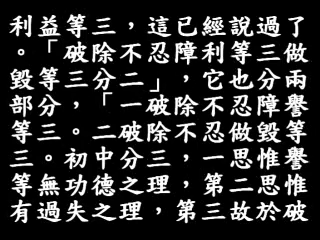 利益等三，這已經說過了
。「破除不忍障利等三做
毀等三分二」，它也分兩
部分，「一破除不忍障譽
等三。二破除不忍做毀等
三。初中分三，一思惟譽
等無功德之理，第二思惟
有過失之理，第三故於破